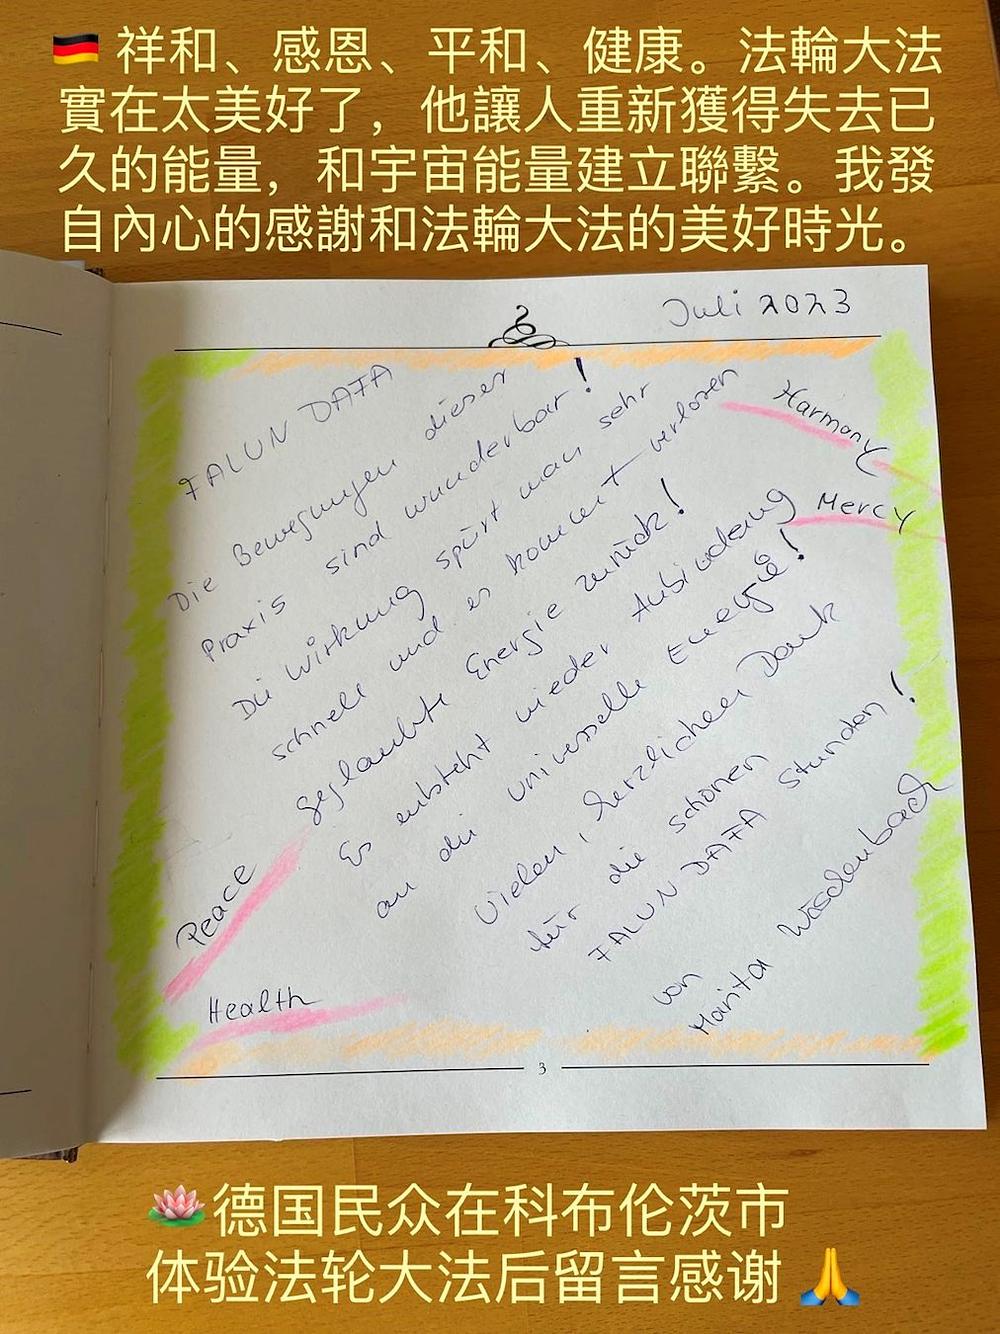 🇩🇪 祥和、感恩、平和、健康。法輪大法
實在太美好了，他讓人重新獲得失去已
久的能量，和宇宙能量建立聯繫。我發
自內心的感謝和法輪大法的美好時光。
Juli 2023
FALUN DAFA
Die Bewegungen dieser
Praxis sind wunderbar!
Die Wirkung spürt man sehr
schnell und es kommt verloren
geglaubte Energie zurück!
Es entsteht wieder Anbindung
an die universelle Energie!
Vielen, herzlichen Dank
für die schönen
FALUN DAFA Stunden!
von
Marita Wäschenbach
Harmony
Mercy
Peace
Health
3
🪷德国民众在科布伦茨市
体验法轮大法后留言感谢 🙏